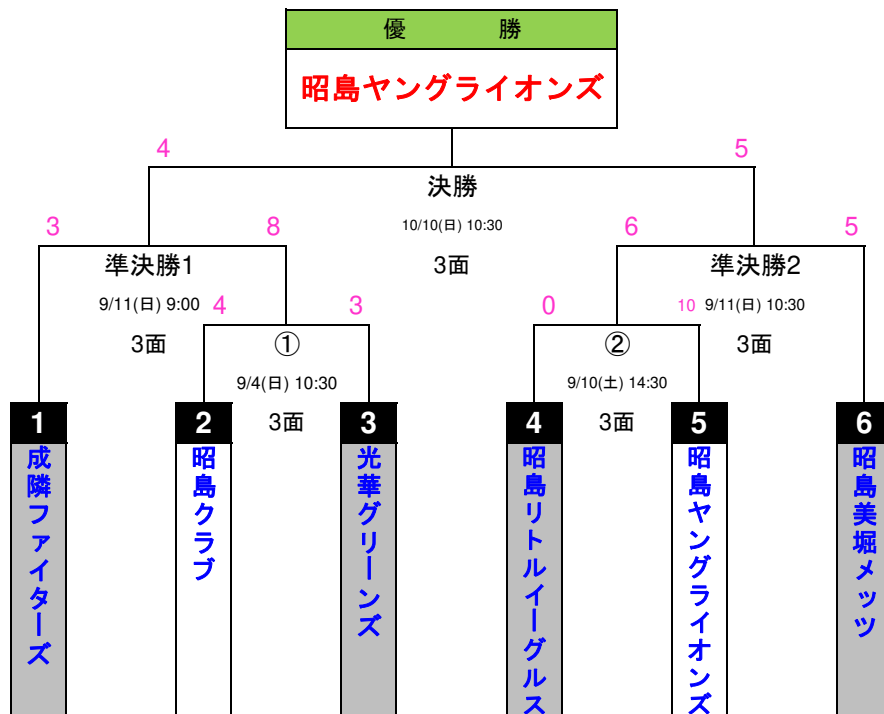 優　　　勝
昭島ヤングライオンズ
4
5
決勝
3
8
10/10(日) 10:30
6
5
準決勝1
3面
準決勝2
9/11(日) 9:00
4
3
0
10
9/11(日) 10:30
3面
①
②
3面
9/4(日) 10:30
9/10(土) 14:30
1
2
3面
3
4
3面
5
6
成隣ファイターズ
昭島クラブ
光華グリーンズ
昭島リトルイーグルス
昭島ヤングライオンズ
昭島美堀メッツ